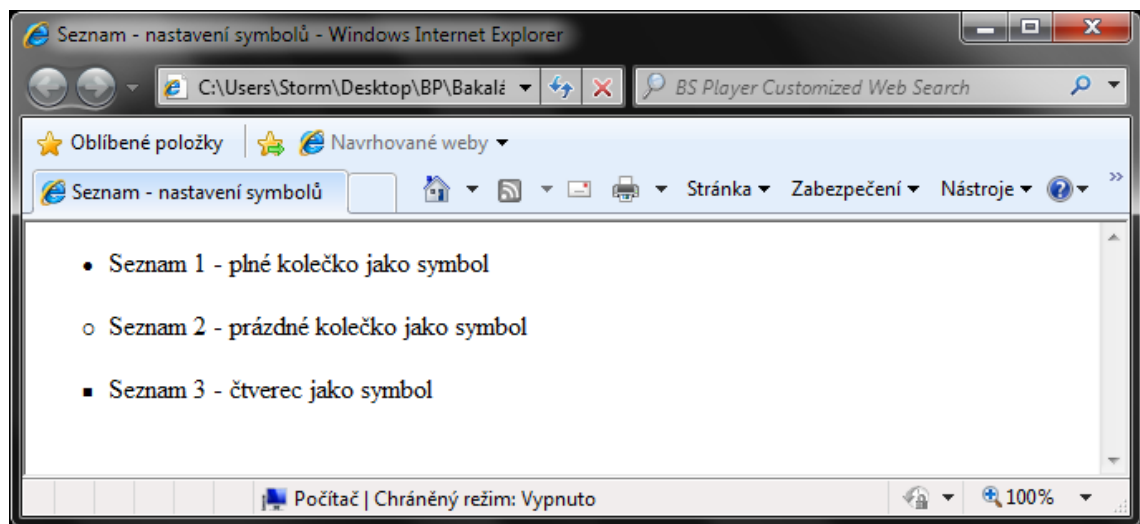 Seznam - nastavení symbolů - Windows Internet Explorer
C:\Users\Storm\Desktop\BP\Bakalá
BS Player Customized Web Search
Oblíbené položky
Navrhované weby
Seznam - nastavení symbolů
Stránka
Zabezpečení
Nástroje
• Seznam 1 - plné kolečko jako symbol
○ Seznam 2 - prázdné kolečko jako symbol
▪ Seznam 3 - čtverec jako symbol
Počítač | Chráněný režim: Vypnuto
100%